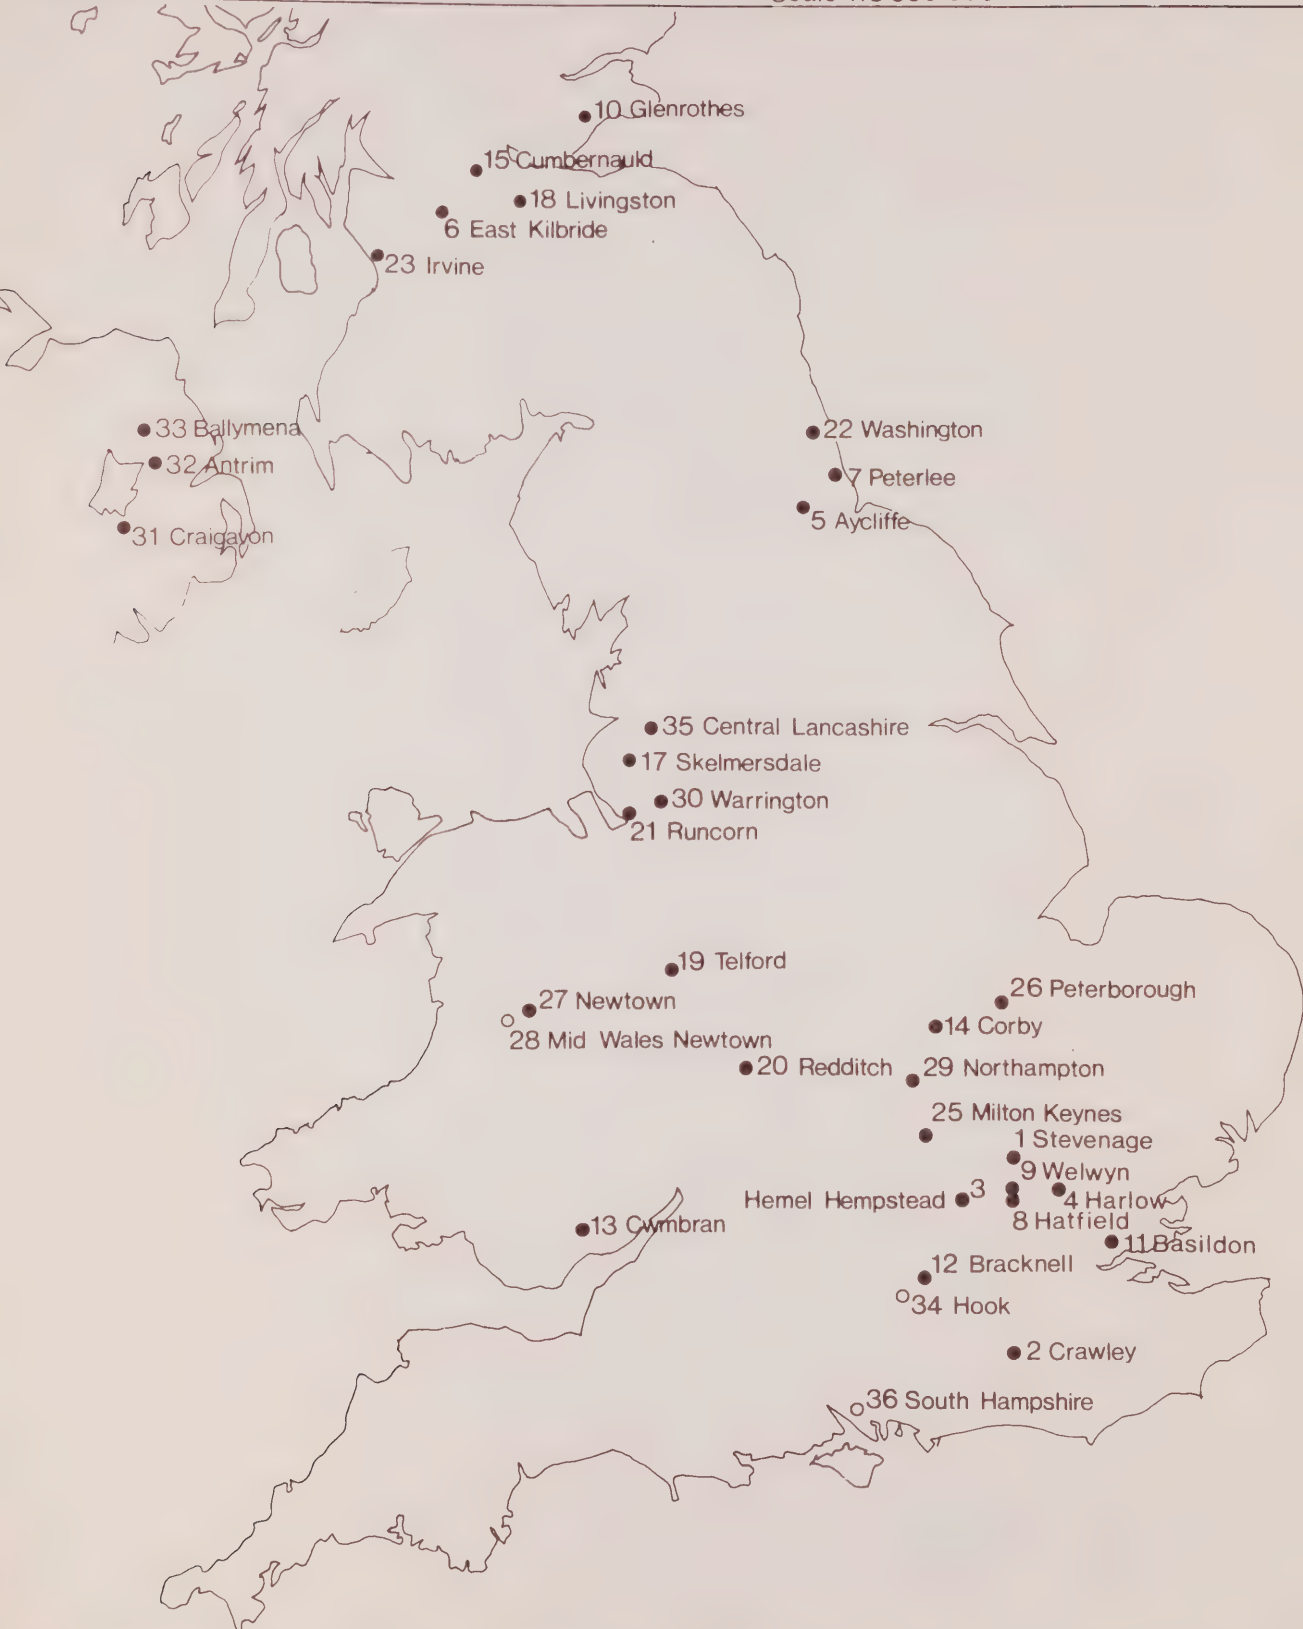 10 Glenrothes
15 Cumbernauld
18 Livingston
6 East Kilbride
23 Irvine
33 Ballymena
22 Washington
32 Antrim
7 Peterlee
5 Aycliffe
31 Craigavon
35 Central Lancashire
17 Skelmersdale
30 Warrington
21 Runcorn
19 Telford
26 Peterborough
27 Newtown
14 Corby
28 Mid Wales Newtown
20 Redditch
29 Northampton
25 Milton Keynes
1 Stevenage
9 Welwyn
Hemel Hempstead 3
4 Harlow
8 Hatfield
13 Cwmbran
11 Basildon
12 Bracknell
34 Hook
2 Crawley
36 South Hampshire